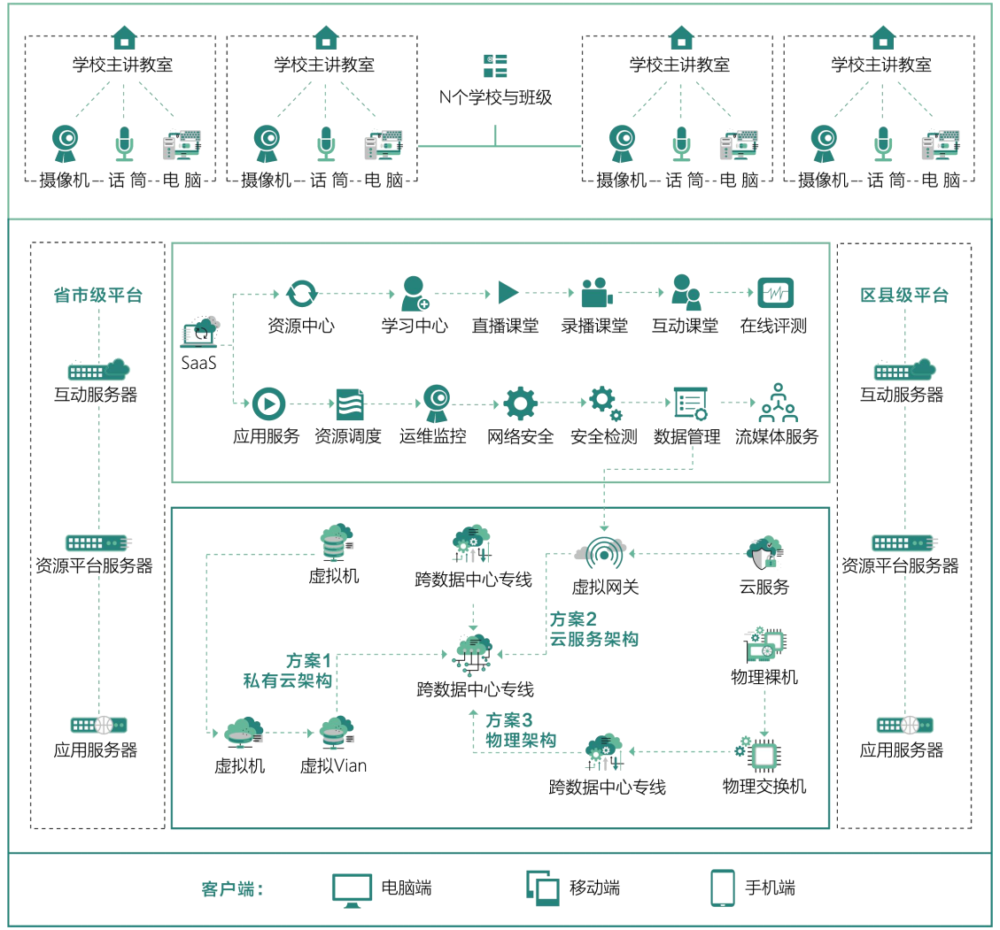 学校主讲教室
学校主讲教室
学校主讲教室
学校主讲教室
N个学校与班级
摄像机
话 筒
电 脑
摄像机
话 筒
电 脑
摄像机
话 筒
电 脑
摄像机
话 筒
电 脑
省市级平台
互动服务器
资源平台服务器
应用服务器
SaaS
资源中心
学习中心
直播课堂
录播课堂
互动课堂
在线评测
应用服务
资源调度
运维监控
网络安全
安全检测
数据管理
流媒体服务
虚拟机
跨数据中心专线
虚拟网关
云服务
方案2
云服务架构
方案1
私有云架构
跨数据中心专线
物理裸机
方案3
物理架构
虚拟机
虚拟Vian
跨数据中心专线
物理交换机
区县级平台
互动服务器
资源平台服务器
应用服务器
客户端：
电脑端
移动端
手机端